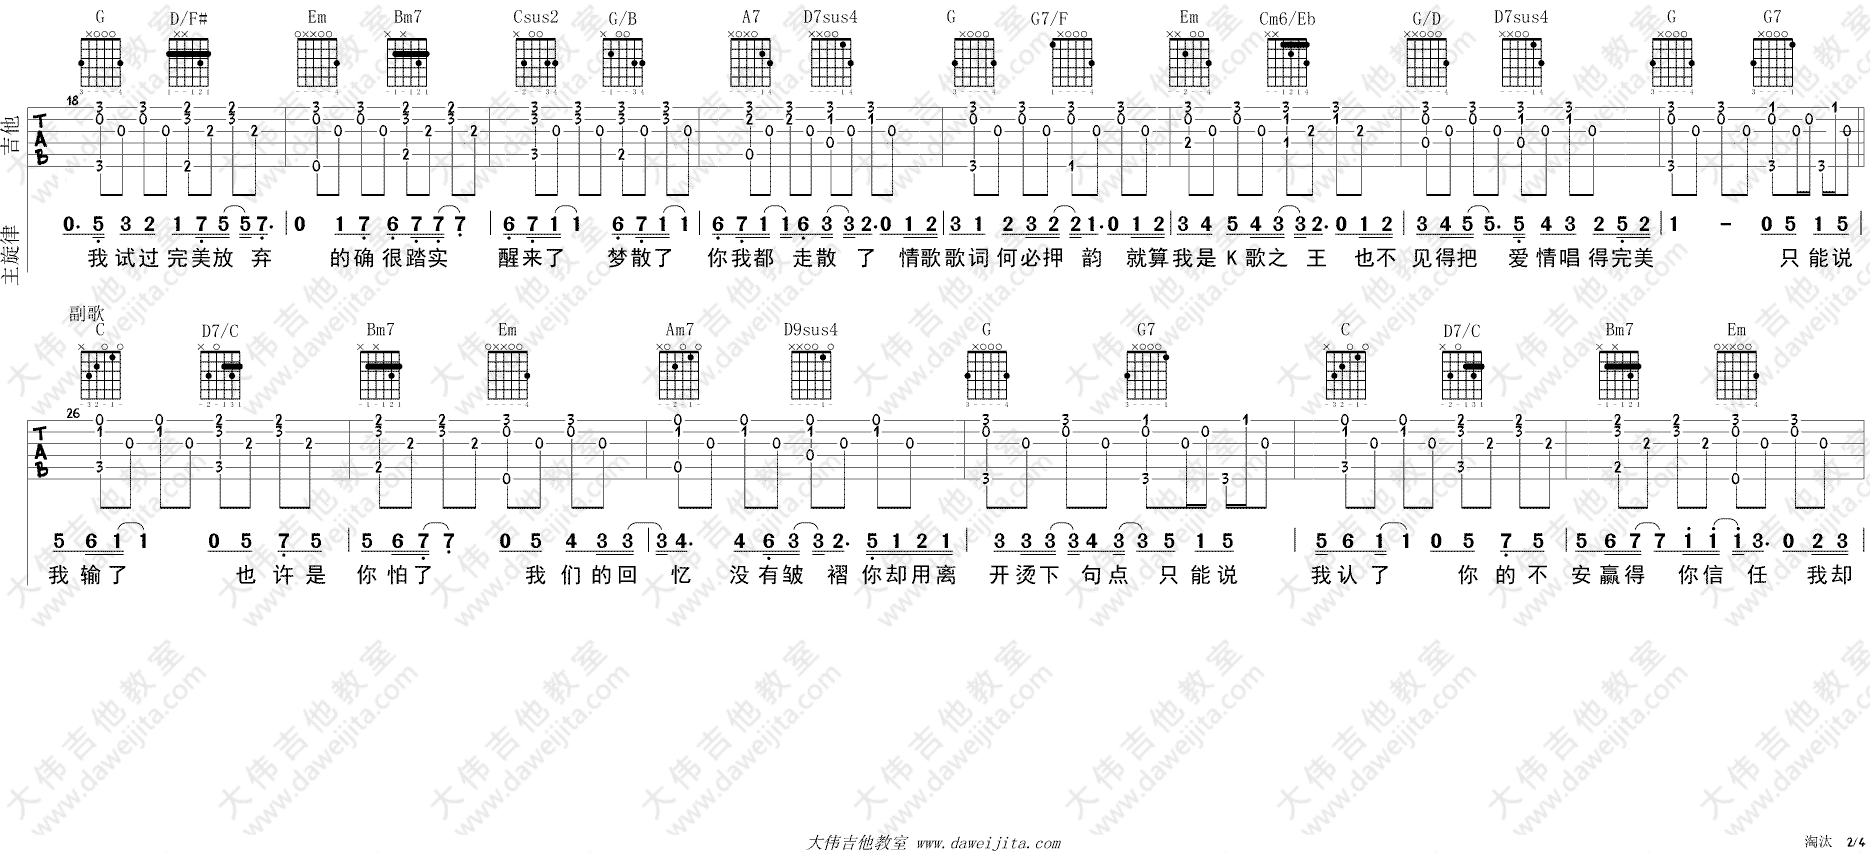 G D/F# Em Bm7 Csus2 G/B A7 D7sus4 G G7/F Em Cm6/Eb G/D D7sus4 G G7
吉他
18
TAB
主旋律
0. 5 3 2 1 7 5 5 7. 0 1 7 6 7 7 7 6 7 1 1 6 7 1 1 6 7 1 1 6 3 3 2. 0 1 2 3 1 2 3 2 2 1. 0 1 2 3 4 5 4 3 3 2. 0 1 2 3 4 5 5. 5 4 3 2 5 2 1 - 0 5 1 5
我 试过 完美放 弃 的确 很踏实 醒来了 梦散了 你我都 走散 了 情歌歌词何必押 韵 就算我是K歌之 王 也不 见得把 爱情唱得完美 只能说
副歌
C D7/C Bm7 Em Am7 D9sus4 G G7 C D7/C Bm7 Em
26
TAB
5 6 1 1 0 5 7 5 5 6 7 7 0 5 4 3 3 3 4. 4 6 3 3 2. 5 1 2 1 3 3 3 3 4 3 3 5 1 5 5 6 1 1 0 5 7 5 5 6 7 7 1 1 1 3. 0 2 3
我输了 也许是 你怕了 我们的回 忆 没有皱 褶 你却用离 开烫下 句点 只能说 我认了 你的不 安赢得 你信 任 我却
大伟吉他教室 www.daweijita.com
淘汰 2/4